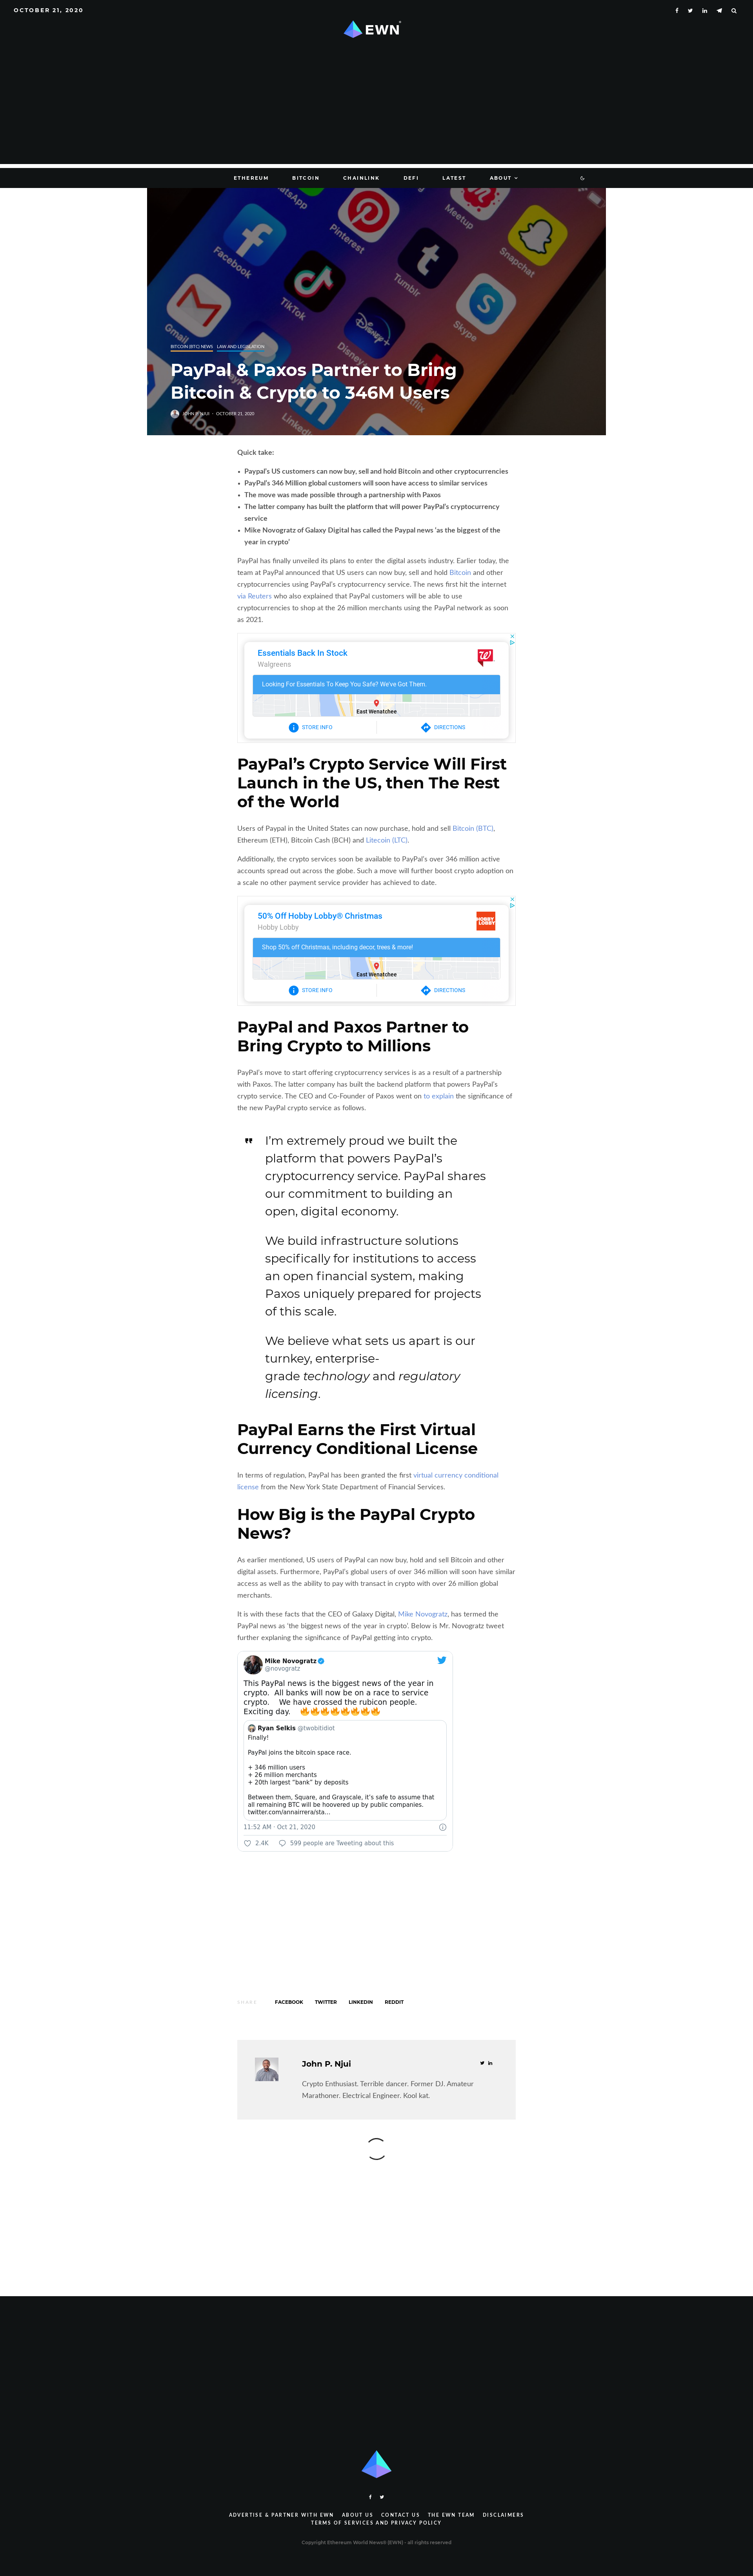 OCTOBER 21, 2020
EWN
ETHEREUM BITCOIN CHAINLINK DEFI LATEST ABOUT
Facebook
Pinterest
Snapchat
Gmail
TikTok
Tumblr
Disney+
Skype
BITCOIN (BTC) NEWS LAW AND LEGISLATION
PayPal & Paxos Partner to Bring
Bitcoin & Crypto to 346M Users
JOHN P. NJUI · OCTOBER 21, 2020
Quick take:
• Paypal’s US customers can now buy, sell and hold Bitcoin and other cryptocurrencies
• PayPal’s 346 Million global customers will soon have access to similar services
• The move was made possible through a partnership with Paxos
• The latter company has built the platform that will power PayPal’s cryptocurrency
service
• Mike Novogratz of Galaxy Digital has called the Paypal news ‘as the biggest of the
year in crypto’
PayPal has finally unveiled its plans to enter the digital assets industry. Earlier today, the
team at PayPal announced that US users can now buy, sell and hold Bitcoin and other
cryptocurrencies using PayPal’s cryptocurrency service. The news first hit the internet
via Reuters who also explained that PayPal customers will be able to use
cryptocurrencies to shop at the 26 million merchants using the PayPal network as soon
as 2021.
Essentials Back In Stock
Walgreens
Looking For Essentials To Keep You Safe? We've Got Them.
East Wenatchee
STORE INFO DIRECTIONS
PayPal’s Crypto Service Will First
Launch in the US, then The Rest
of the World
Users of Paypal in the United States can now purchase, hold and sell Bitcoin (BTC),
Ethereum (ETH), Bitcoin Cash (BCH) and Litecoin (LTC).
Additionally, the crypto services soon be available to PayPal’s over 346 million active
accounts spread out across the globe. Such a move will further boost crypto adoption on
a scale no other payment service provider has achieved to date.
50% Off Hobby Lobby® Christmas
Hobby Lobby
HOBBY LOBBY
Shop 50% off Christmas, including decor, trees & more!
East Wenatchee
STORE INFO DIRECTIONS
PayPal and Paxos Partner to
Bring Crypto to Millions
PayPal’s move to start offering cryptocurrency services is as a result of a partnership
with Paxos. The latter company has built the backend platform that powers PayPal’s
crypto service. The CEO and Co-Founder of Paxos went on to explain the significance of
the new PayPal crypto service as follows.
I’m extremely proud we built the
platform that powers PayPal’s
cryptocurrency service. PayPal shares
our commitment to building an
open, digital economy.
We build infrastructure solutions
specifically for institutions to access
an open financial system, making
Paxos uniquely prepared for projects
of this scale.
We believe what sets us apart is our
turnkey, enterprise-
grade technology and regulatory
licensing.
PayPal Earns the First Virtual
Currency Conditional License
In terms of regulation, PayPal has been granted the first virtual currency conditional
license from the New York State Department of Financial Services.
How Big is the PayPal Crypto
News?
As earlier mentioned, US users of PayPal can now buy, hold and sell Bitcoin and other
digital assets. Furthermore, PayPal’s global users of over 346 million will soon have similar
access as well as the ability to pay with transact in crypto with over 26 million global
merchants.
It is with these facts that the CEO of Galaxy Digital, Mike Novogratz, has termed the
PayPal news as ‘the biggest news of the year in crypto’. Below is Mr. Novogratz tweet
further explaning the significance of PayPal getting into crypto.
Mike Novogratz
@novogratz
This PayPal news is the biggest news of the year in
crypto. All banks will now be on a race to service
crypto. We have crossed the rubicon people.
Exciting day. 🔥🔥🔥🔥🔥🔥🔥🔥
Ryan Selkis @twobitidiot
Finally!
PayPal joins the bitcoin space race.
+ 346 million users
+ 26 million merchants
+ 20th largest “bank” by deposits
Between them, Square, and Grayscale, it’s safe to assume that
all remaining BTC will be hoovered up by public companies.
twitter.com/annairrera/sta…
11:52 AM · Oct 21, 2020
2.4K 599 people are Tweeting about this
SHARE FACEBOOK TWITTER LINKEDIN REDDIT
John P. Njui
Crypto Enthusiast. Terrible dancer. Former DJ. Amateur
Marathoner. Electrical Engineer. Kool kat.
ADVERTISE & PARTNER WITH EWN ABOUT US CONTACT US THE EWN TEAM DISCLAIMERS
TERMS OF SERVICES AND PRIVACY POLICY
Copyright Ethereum World News© (EWN) - all rights reserved